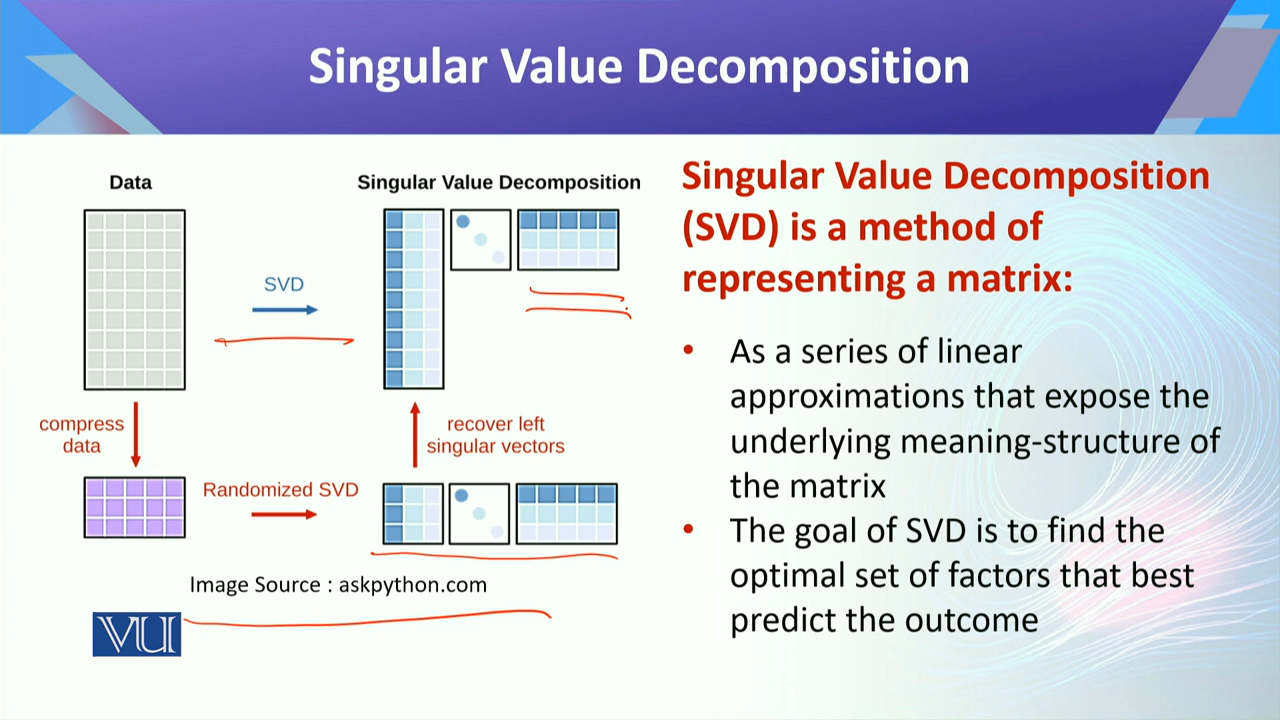 Singular Value Decomposition
Data
Singular Value Decomposition
SVD
compress
data
recover left
singular vectors
Randomized SVD
Image Source : askpython.com
VU
Singular Value Decomposition
(SVD) is a method of
representing a matrix:
• As a series of linear
approximations that expose the
underlying meaning-structure of
the matrix
• The goal of SVD is to find the
optimal set of factors that best
predict the outcome